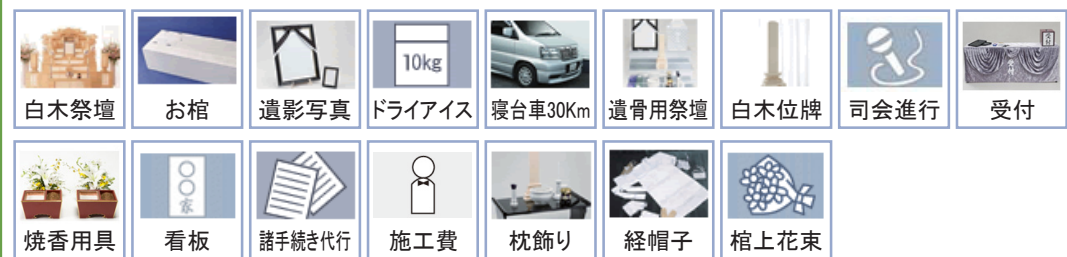 10kg
白木祭壇
お棺
遺影写真
ドライアイス
寝台車30Km
遺骨用祭壇
白木位牌
司会進行
受付
受付
○○家
焼香用具
看板
諸手続き代行
施工費
枕飾り
経帽子
棺上花束